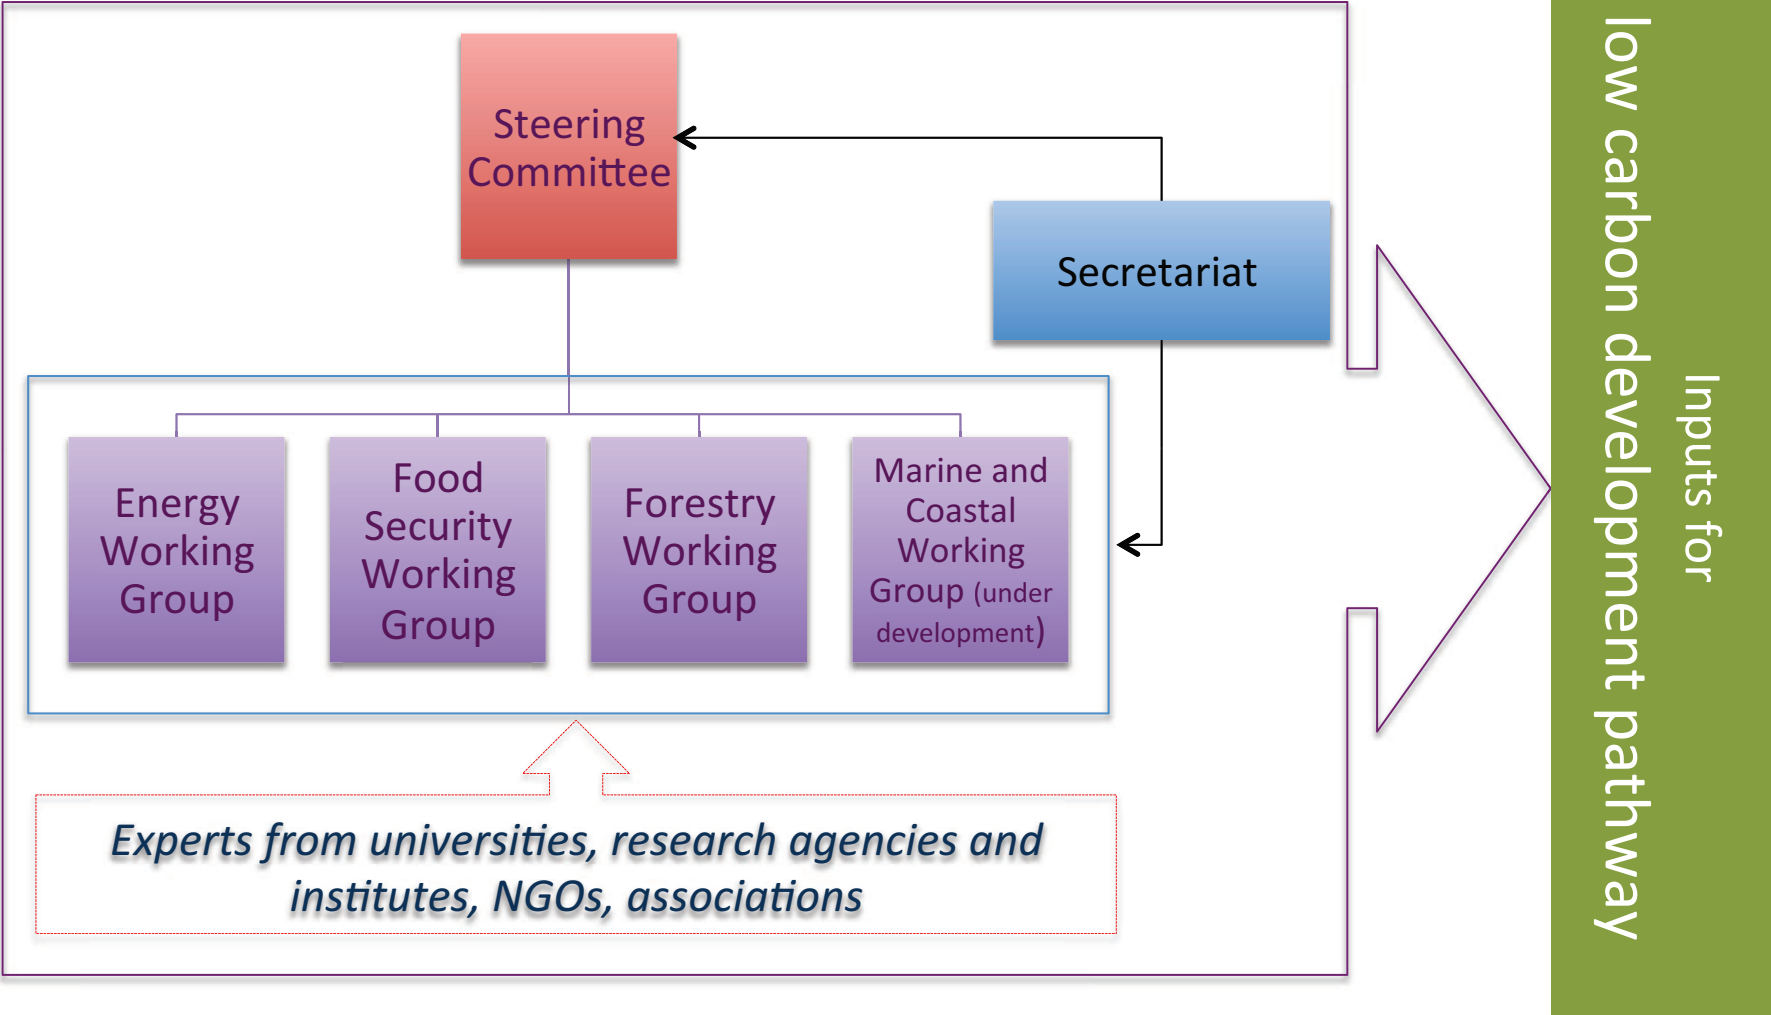 Steering
Committee
Secretariat
Energy
Working
Group
Food
Security
Working
Group
Forestry
Working
Group
Marine and
Coastal
Working
Group (under
development)
Experts from universities, research agencies and
institutes, NGOs, associations
Inputs for
low carbon development pathway